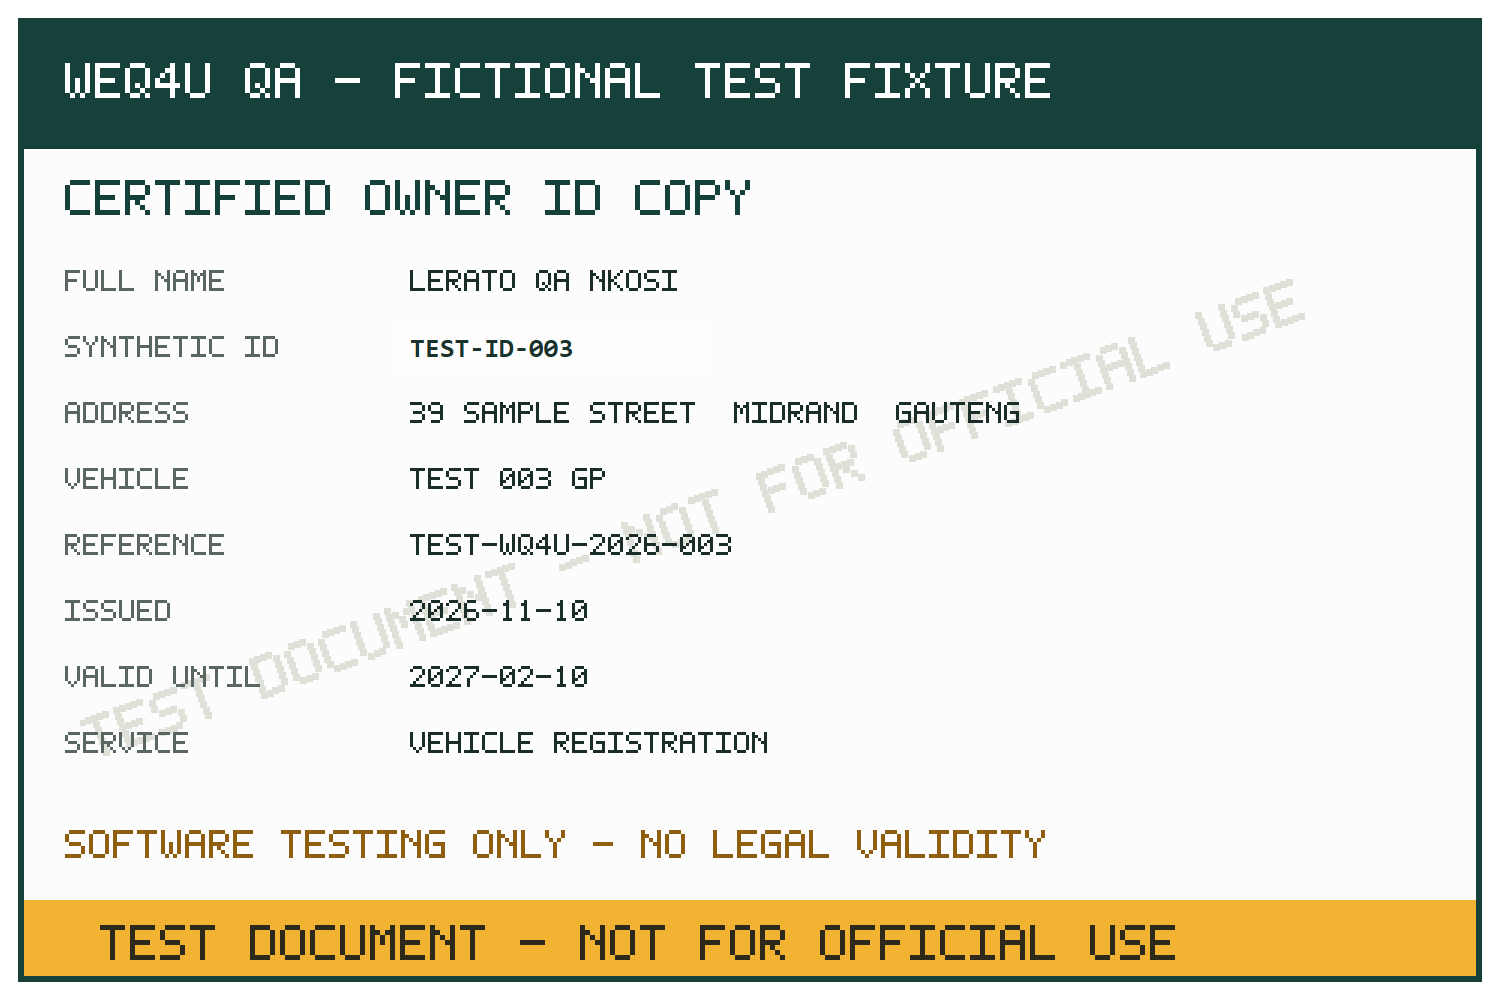 WEQ4U QA - FICTIONAL TEST FIXTURE
CERTIFIED OWNER ID COPY
FULL NAME LERATO QA NKOSI
SYNTHETIC ID TEST-ID-003
ADDRESS 39 SAMPLE STREET MIDRAND GAUTENG
VEHICLE TEST 003 GP
REFERENCE TEST-WQ4U-2026-003
ISSUED 2026-11-10
VALID UNTIL 2027-02-10
SERVICE VEHICLE REGISTRATION
TEST DOCUMENT - NOT FOR OFFICIAL USE
SOFTWARE TESTING ONLY - NO LEGAL VALIDITY
TEST DOCUMENT - NOT FOR OFFICIAL USE